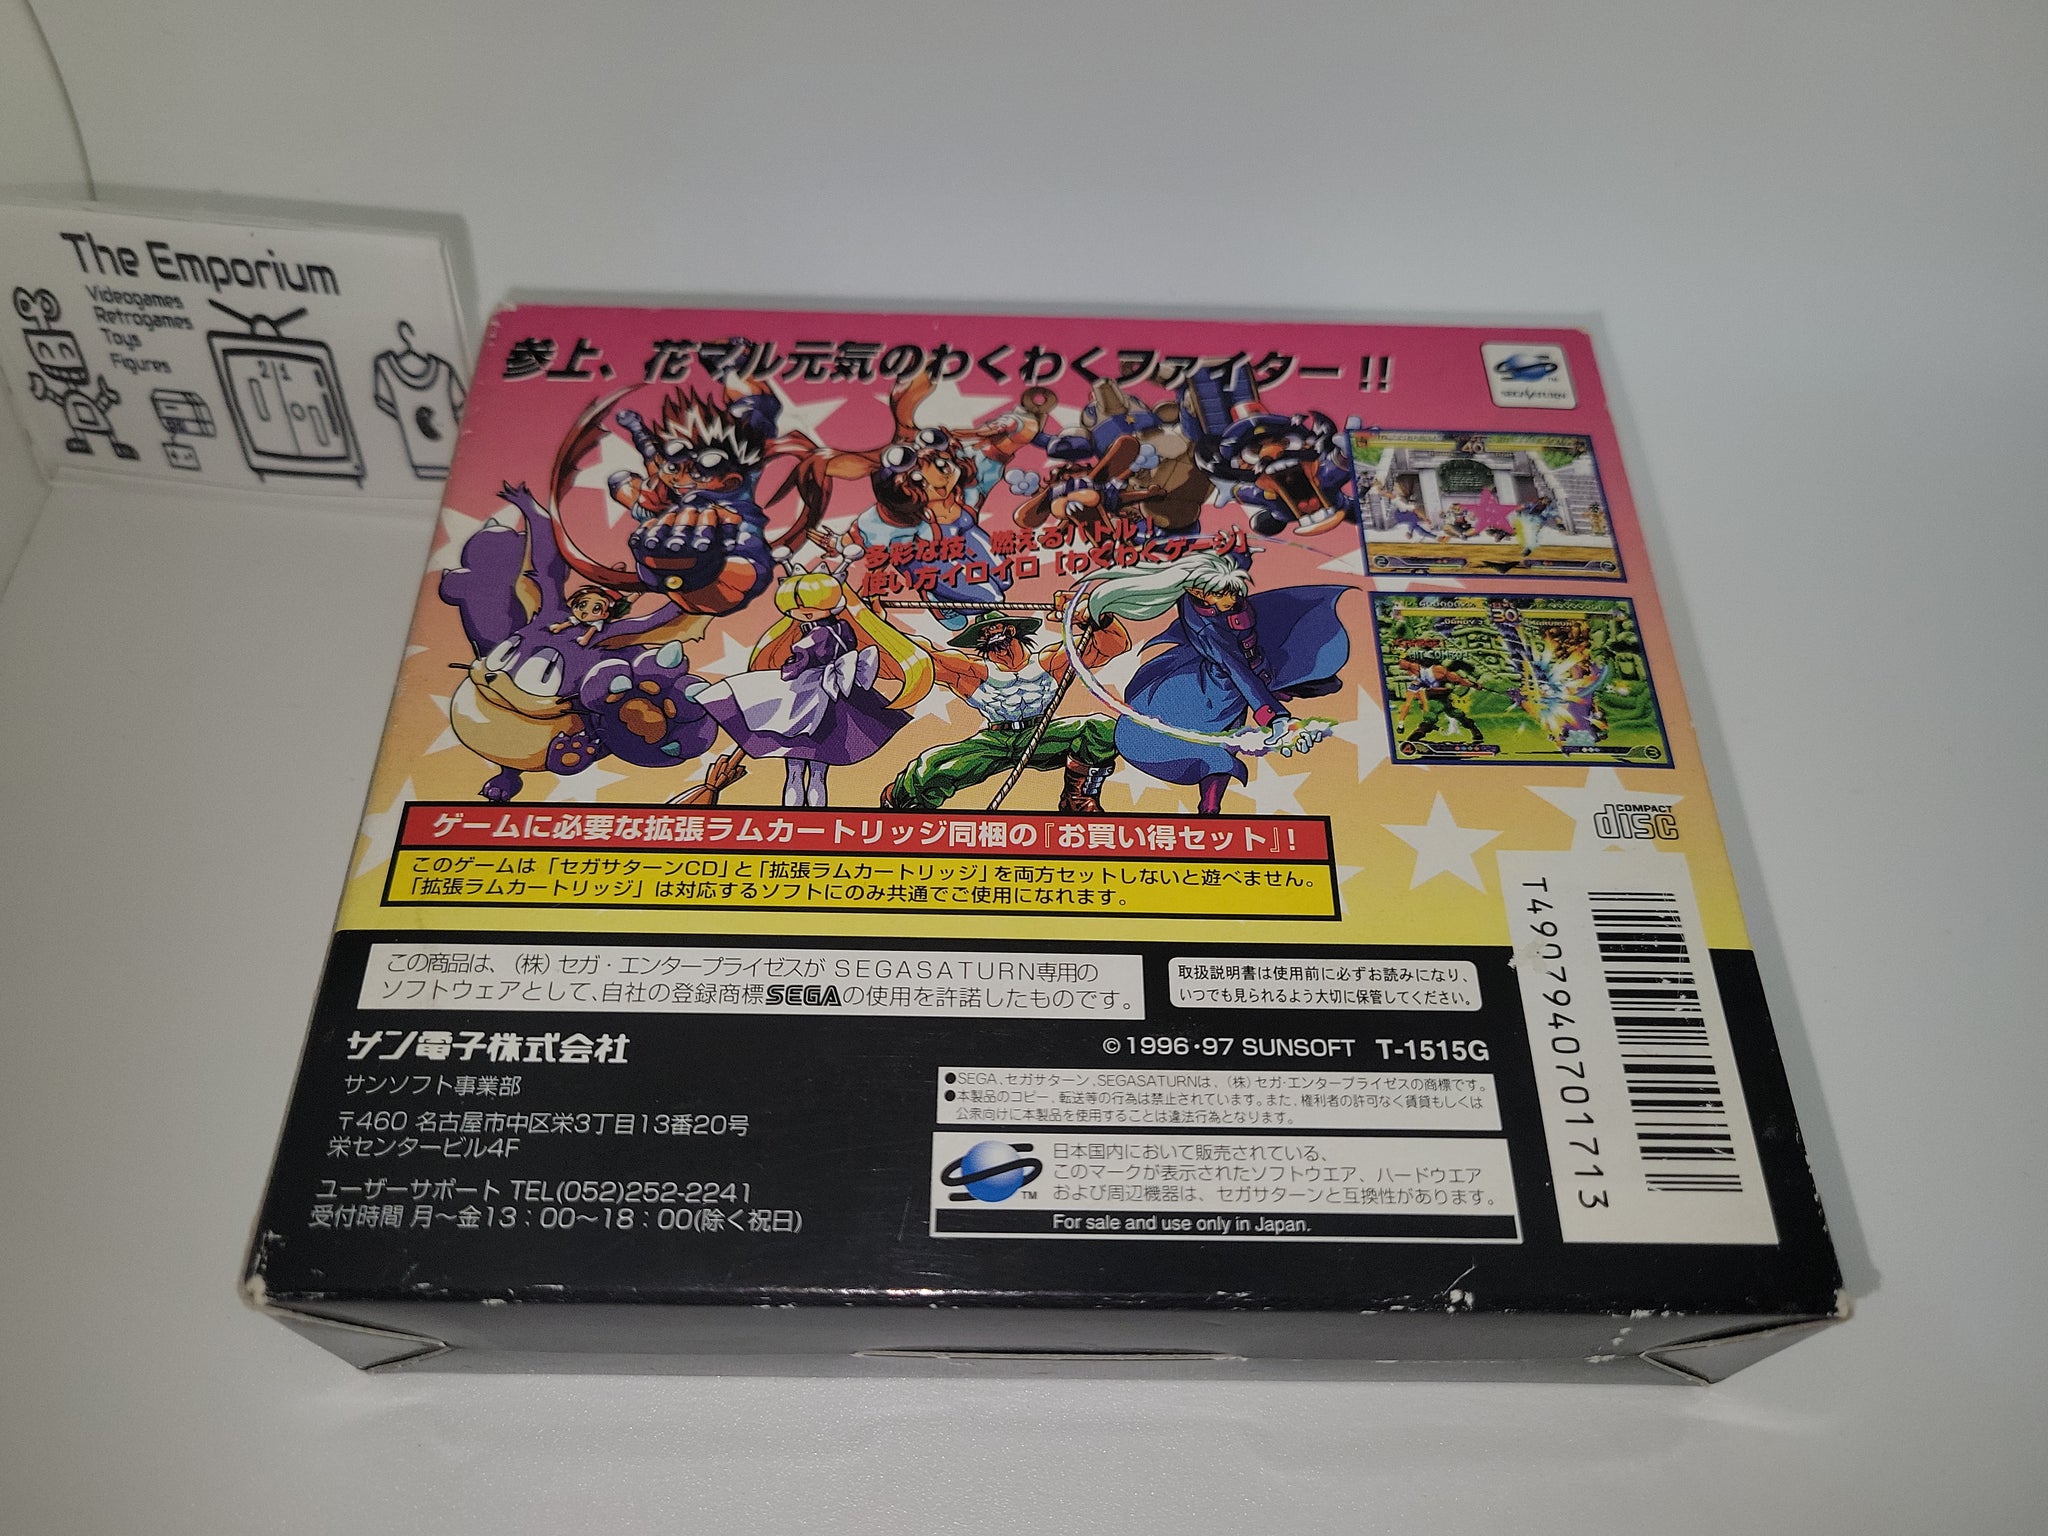 The Emporium
Videogames
Retrogames
Toys
Figures
参上、花マル元気のわくわくファイター!!
SEGA SATURN
多彩な技、燃えるバトル!
使い方イロイロ［わくわくゲージ］
COMPACT
disc
ゲームに必要な拡張ラムカートリッジ同梱の『お買い得セット』!
このゲームは「セガサターンCD」と「拡張ラムカートリッジ」を両方セットしないと遊べません。
「拡張ラムカートリッジ」は対応するソフトにのみ共通でご使用になれます。
この商品は、(株)セガ・エンタープライゼスが SEGASATURN専用の
ソフトウェアとして、自社の登録商標SEGAの使用を許諾したものです。
取扱説明書は使用前に必ずお読みになり、
いつでも見られるよう大切に保管してください。
サン電子株式会社
サンソフト事業部
〒460 名古屋市中区栄3丁目13番20号
栄センタービル4F
ユーザーサポート TEL(052)252-2241
受付時間 月〜金13：00〜18：00(除く祝日)
©1996・97 SUNSOFT T-1515G
●SEGA、セガサターン、SEGASATURNは、(株)セガ・エンタープライゼスの商標です。
●本製品のコピー、転送等の行為は禁止されています。また、権利者の許可なく賃貸もしくは
公衆向けに本製品を使用することは違法行為となります。
日本国内において販売されている、
このマークが表示されたソフトウエア、ハードウエア
および周辺機器は、セガサターンと互換性があります。
TM
For sale and use only in Japan.
T4907940701713